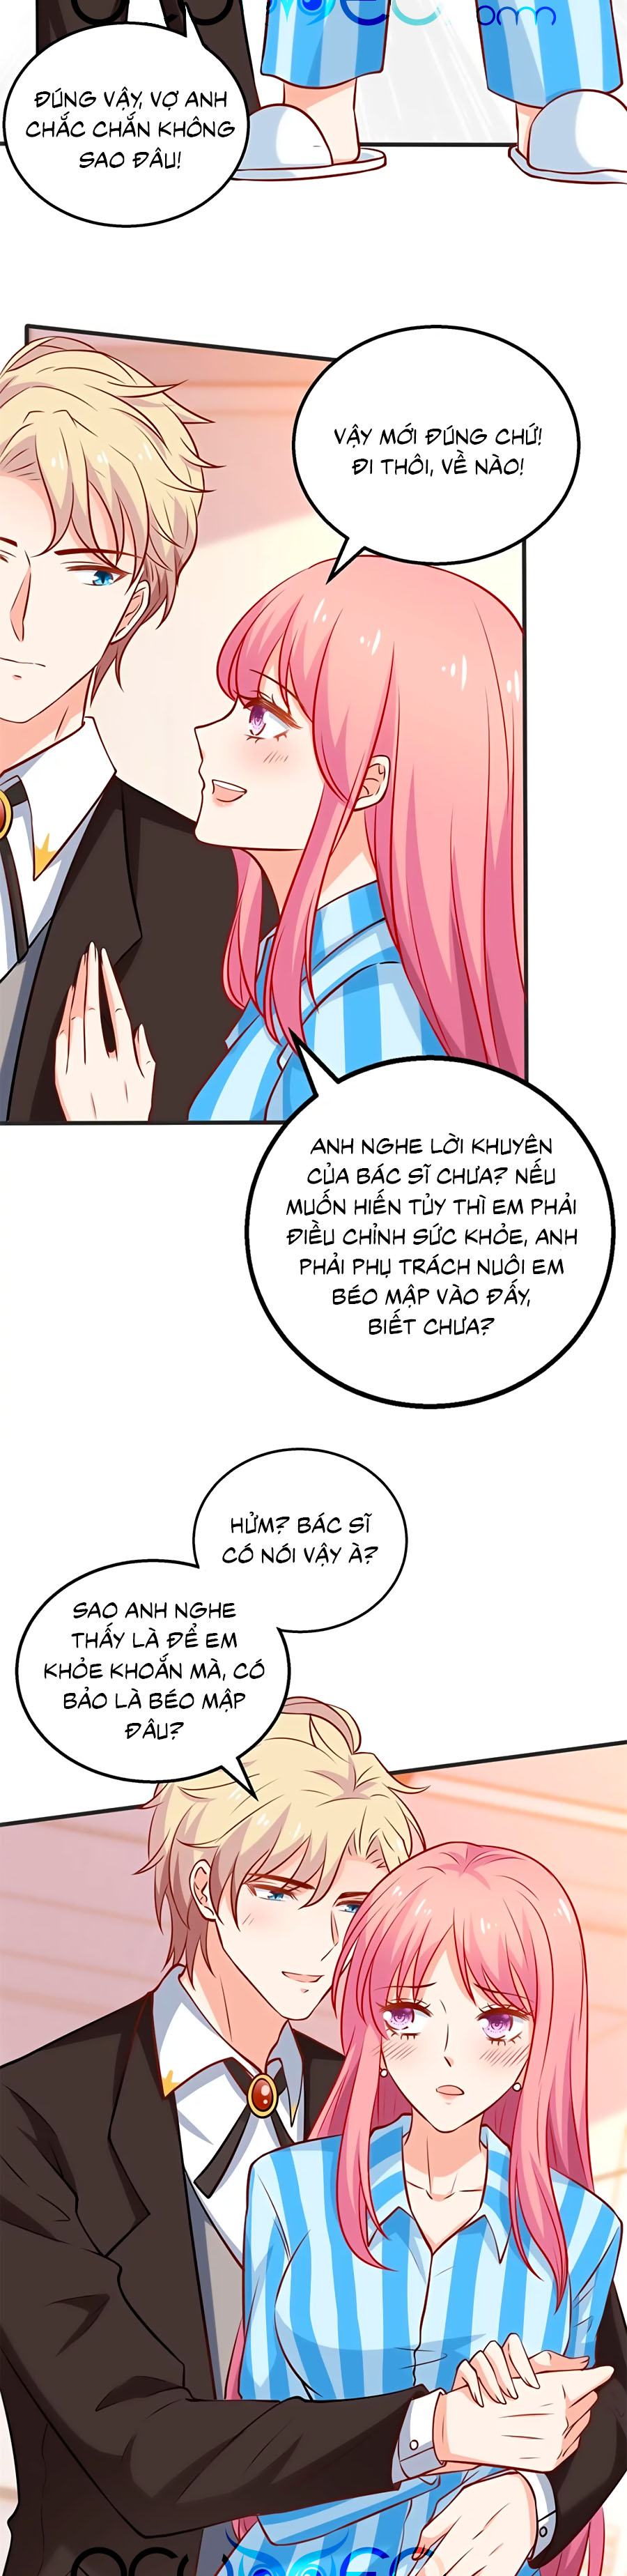 ĐÚNG VẬY, VỢ ANH
CHẮC CHẮN KHÔNG
SAO ĐÂU!
VẬY MỚI ĐÚNG CHỨ!
ĐI THÔI, VỀ NÀO!
ANH NGHE LỜI KHUYÊN
CỦA BÁC SĨ CHƯA? NẾU
MUỐN HIẾN TỦY THÌ EM PHẢI
ĐIỀU CHỈNH SỨC KHỎE, ANH
PHẢI PHỤ TRÁCH NUÔI EM
BÉO MẬP VÀO ĐẤY,
BIẾT CHƯA?
HỬM? BÁC SĨ
CÓ NÓI VẬY À?
SAO ANH NGHE
THẤY LÀ ĐỂ EM
KHỎE KHOẮN MÀ, CÓ
BẢO LÀ BÉO MẬP
ĐÂU?